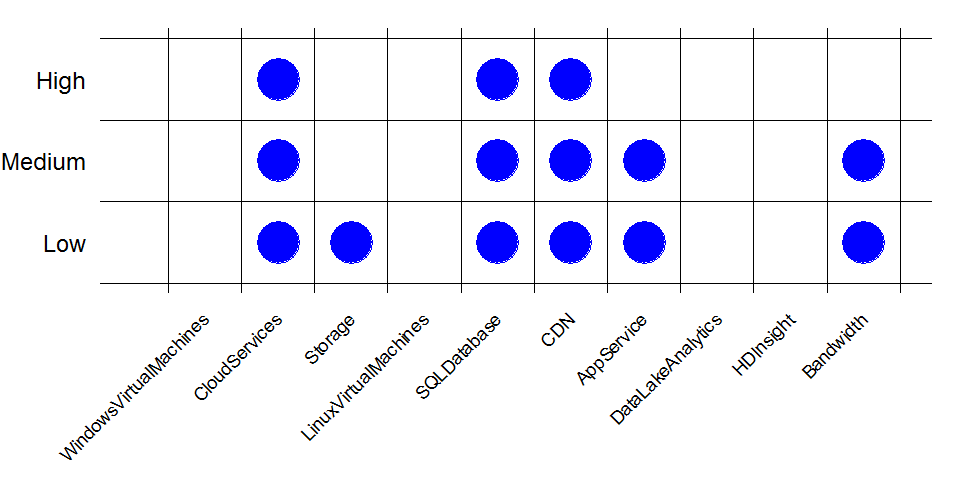 High
Medium
Low
WindowsVirtualMachines
CloudServices
Storage
LinuxVirtualMachines
SQLDatabase
CDN
AppService
DataLakeAnalytics
HDInsight
Bandwidth